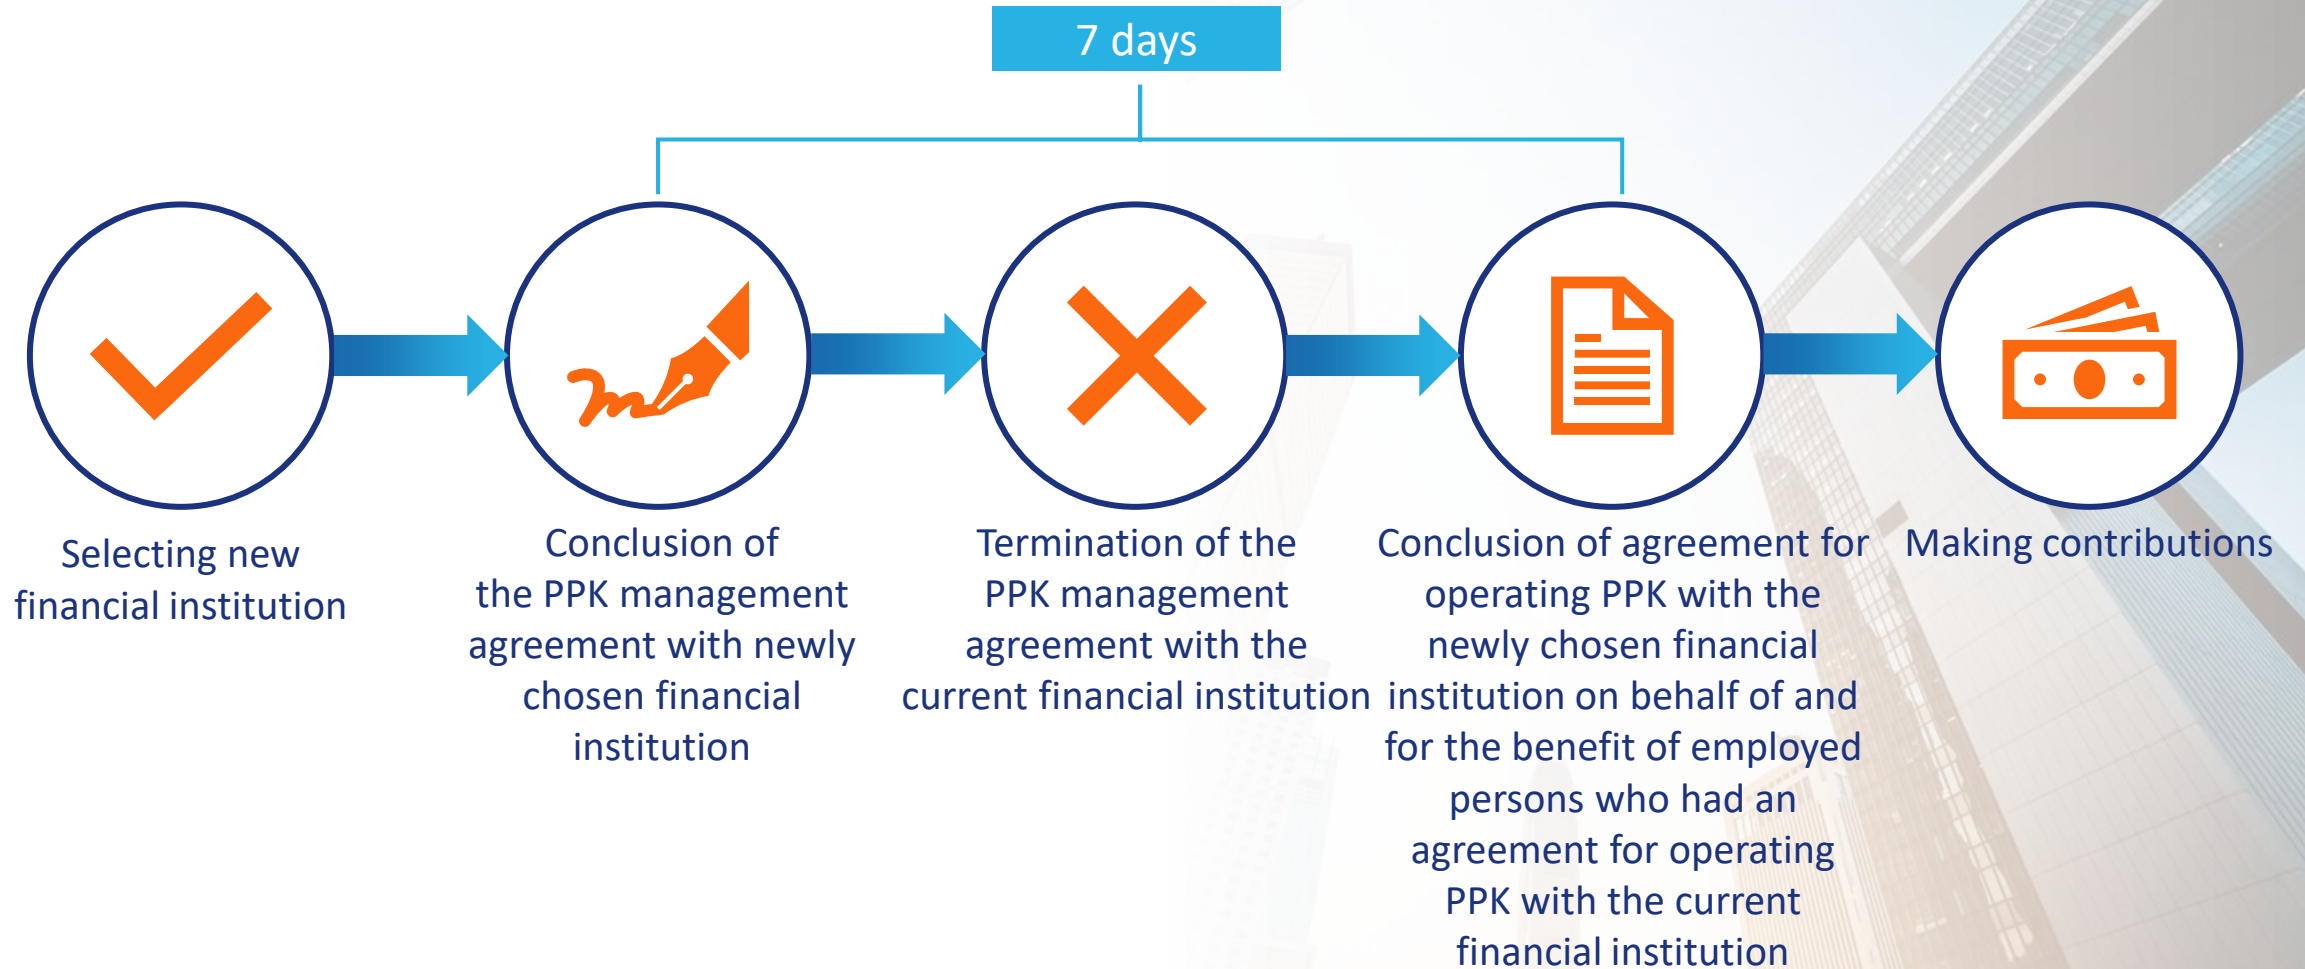 7 days
Selecting new
financial institution
Conclusion of
the PPK management
agreement with newly
chosen financial
institution
Termination of the
PPK management
agreement with the
current financial institution
Conclusion of agreement for
operating PPK with the
newly chosen financial
institution on behalf of and
for the benefit of employed
persons who had an
agreement for operating
PPK with the current
financial institution
Making contributions